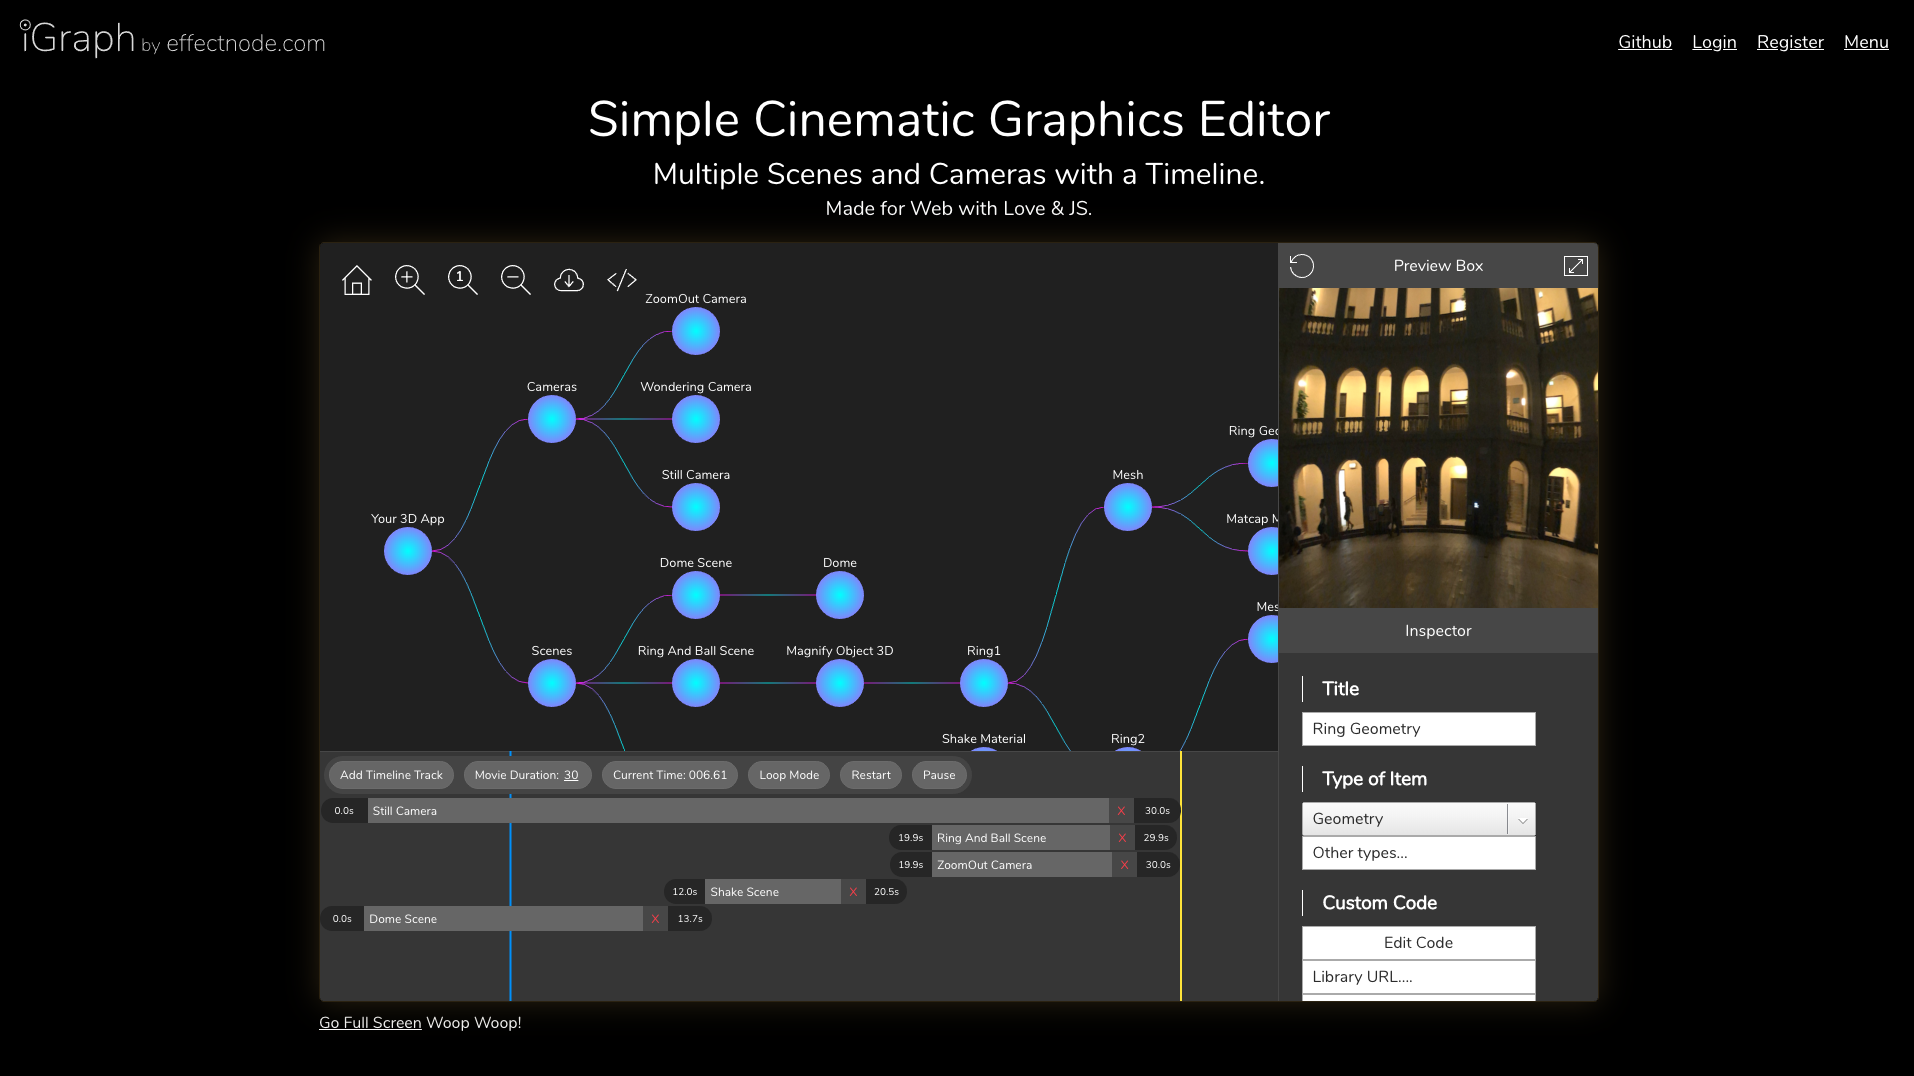 iGraph by effectnode.com
Github Login Register Menu
Simple Cinematic Graphics Editor
Multiple Scenes and Cameras with a Timeline.
Made for Web with Love & JS.
1
ZoomOut Camera
Cameras
Wondering Camera
Still Camera
Your 3D App
Dome Scene
Dome
Scenes
Ring And Ball Scene
Magnify Object 3D
Ring1
Mesh
Ring Geo
Matcap M
Mes
Shake Material
Ring2
Preview Box
Inspector
Title
Ring Geometry
Type of Item
Geometry
Other types...
Custom Code
Edit Code
Library URL....
Add Timeline Track
Movie Duration: 30
Current Time: 006.61
Loop Mode
Restart
Pause
0.0s Still Camera X 30.0s
19.9s Ring And Ball Scene X 29.9s
19.9s ZoomOut Camera X 30.0s
12.0s Shake Scene X 20.5s
0.0s Dome Scene X 13.7s
Go Full Screen Woop Woop!